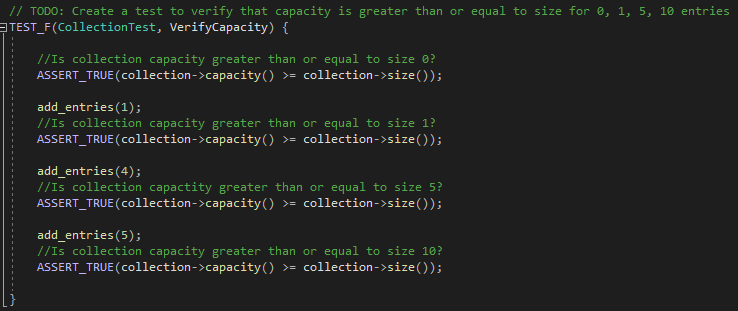 // TODO: Create a test to verify that capacity is greater than or equal to size for 0, 1, 5, 10 entries
TEST_F(CollectionTest, VerifyCapacity) {
//Is collection capacity greater than or equal to size 0?
ASSERT_TRUE(collection->capacity() >= collection->size());
add_entries(1);
//Is collection capacity greater than or equal to size 1?
ASSERT_TRUE(collection->capacity() >= collection->size());
add_entries(4);
//Is collection capactity greater than or equal to size 5?
ASSERT_TRUE(collection->capacity() >= collection->size());
add_entries(5);
//Is collection capacity greater than or equal to size 10?
ASSERT_TRUE(collection->capacity() >= collection->size());
}